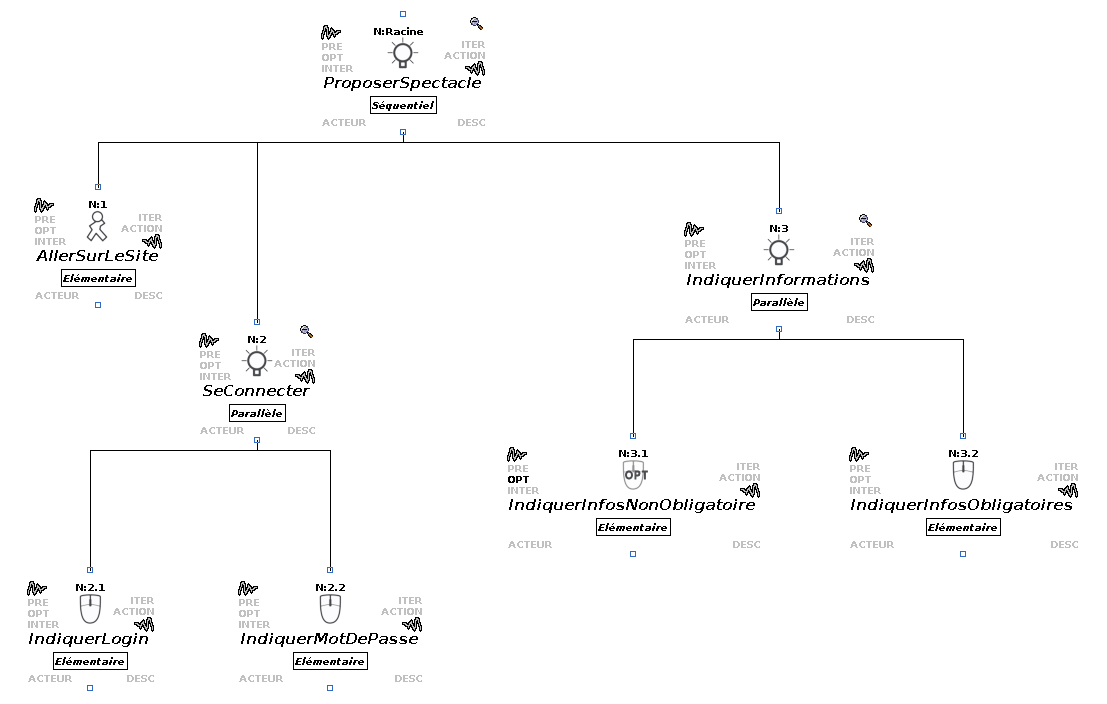 N:Racine
PRE
OPT
INTER
ITER
ACTION
ProposerSpectacle
Séquentiel
ACTEUR DESC
N:1
PRE
OPT
INTER
ITER
ACTION
AllerSurLeSite
Elémentaire
ACTEUR DESC
N:2
PRE
OPT
INTER
ITER
ACTION
SeConnecter
Parallèle
ACTEUR DESC
N:3
PRE
OPT
INTER
ITER
ACTION
IndiquerInformations
Parallèle
ACTEUR DESC
N:2.1
PRE
OPT
INTER
ITER
ACTION
IndiquerLogin
Elémentaire
ACTEUR DESC
N:2.2
PRE
OPT
INTER
ITER
ACTION
IndiquerMotDePasse
Elémentaire
ACTEUR DESC
N:3.1
PRE
OPT
INTER
OPT
ITER
ACTION
IndiquerInfosNonObligatoire
Elémentaire
ACTEUR DESC
N:3.2
PRE
OPT
INTER
ITER
ACTION
IndiquerInfosObligatoires
Elémentaire
ACTEUR DESC